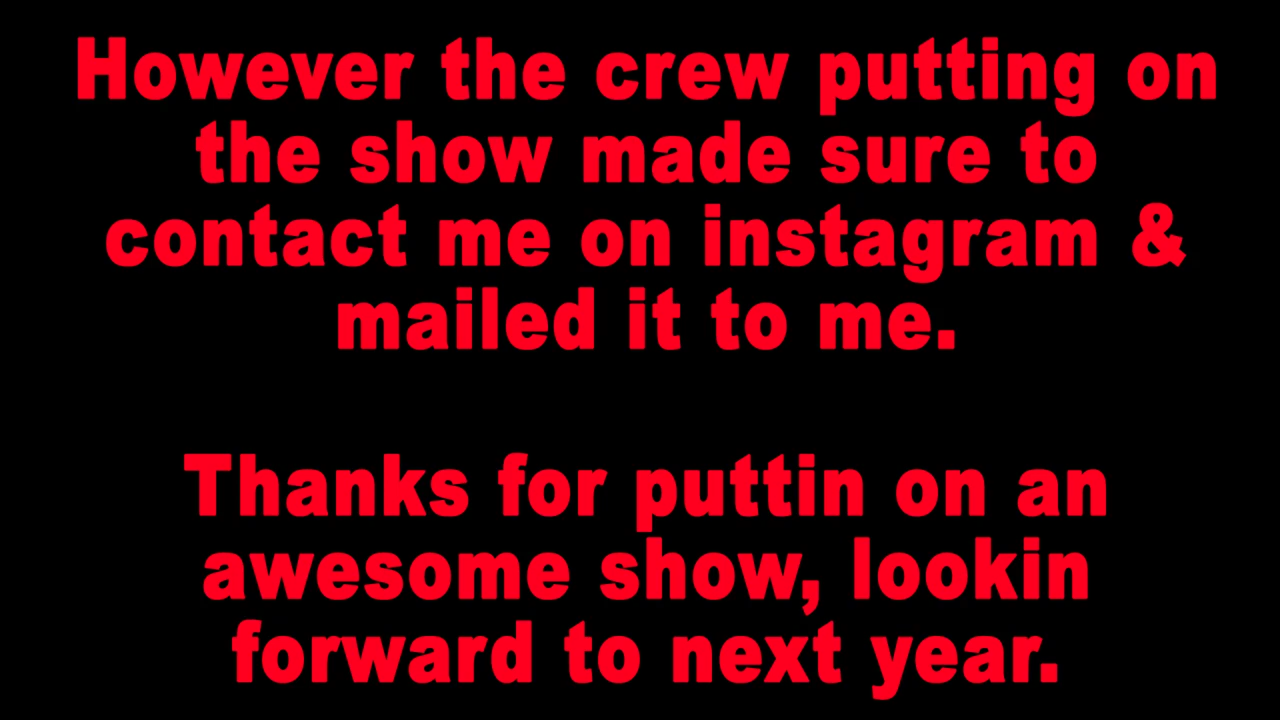 However the crew putting on
the show made sure to
contact me on instagram &
mailed it to me.
Thanks for puttin on an
awesome show, lookin
forward to next year.